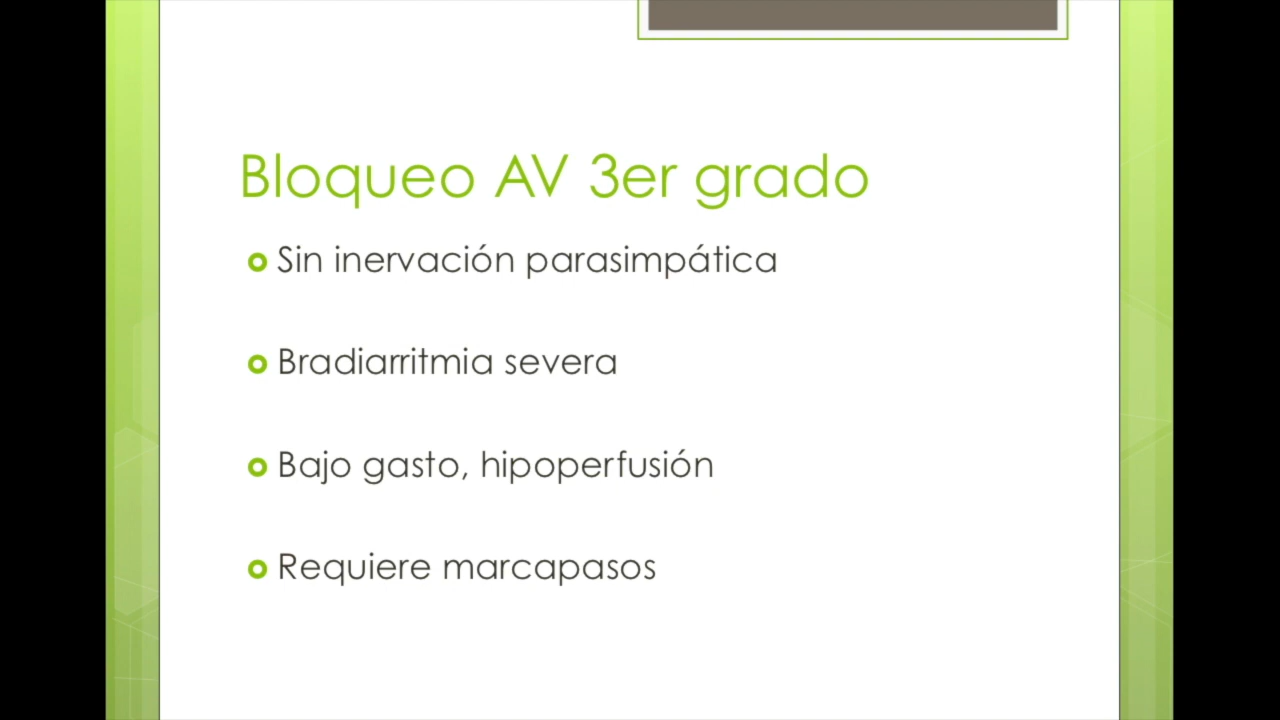 Bloqueo AV 3er grado
Sin inervación parasimpática
Bradiarritmia severa
Bajo gasto, hipoperfusión
Requiere marcapasos